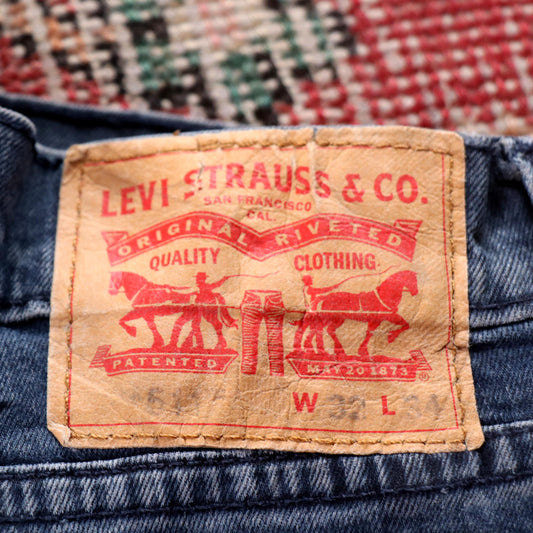 LEVI STRAUSS & CO.
SAN FRANCISCO
CAL.
ORIGINAL RIVETED
QUALITY CLOTHING
PATENTED MAY 20 1873 ®
W L